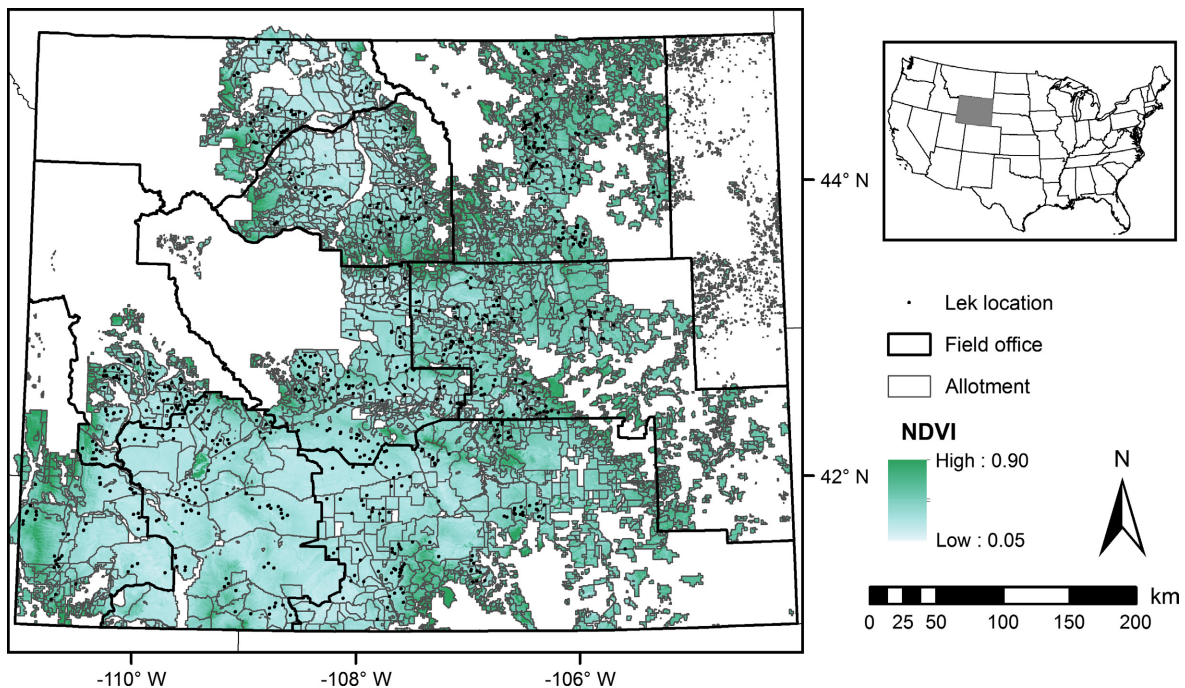 44° N
42° N
-110° W
-108° W
-106° W
Lek location
Field office
Allotment
NDVI
High : 0.90
Low : 0.05
N
0 25 50 100 150 200 km